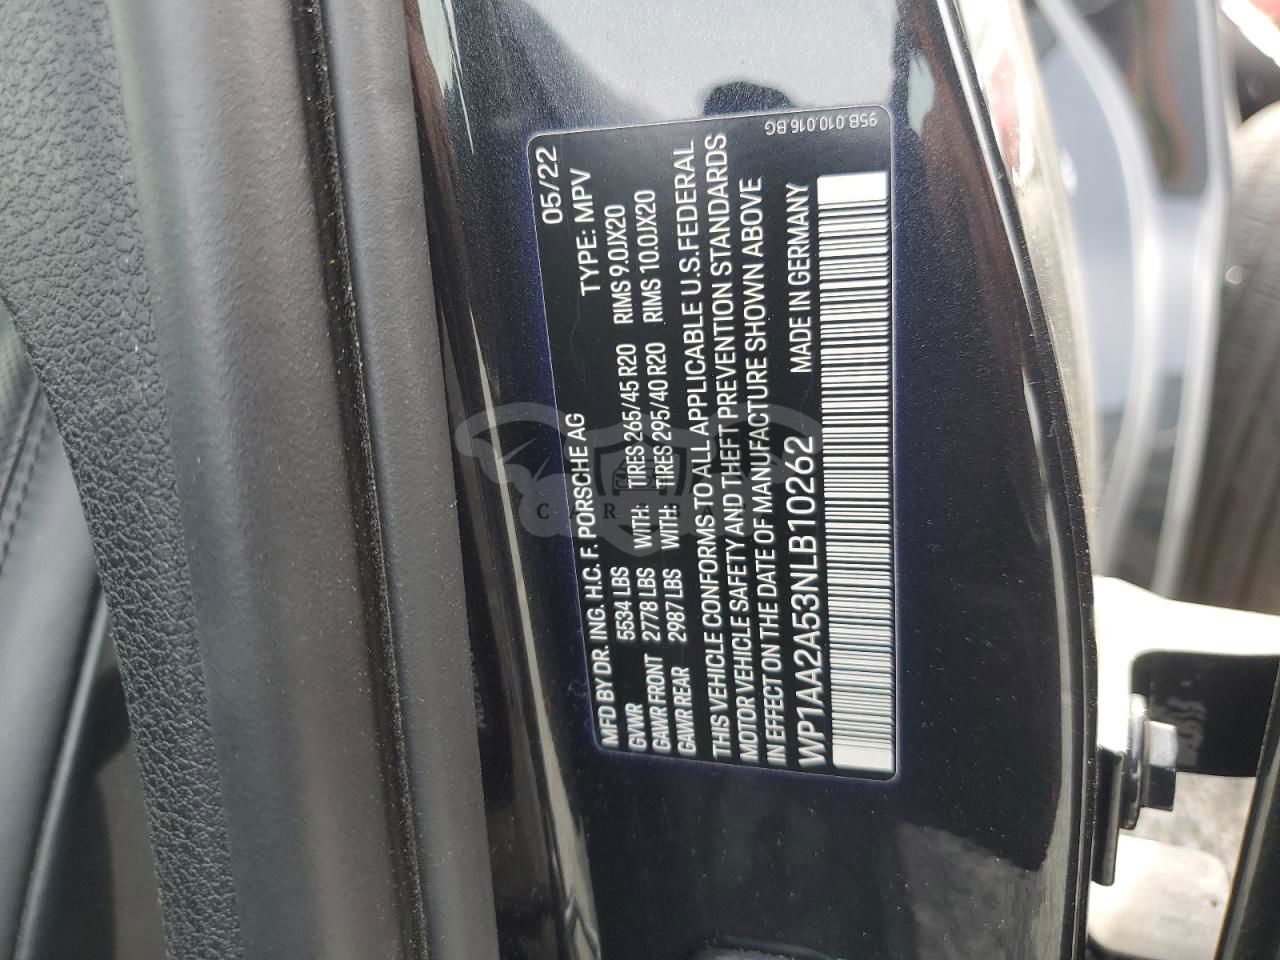 05/22
MFD BY DR. ING. H.C. F. PORSCHE AG TYPE: MPV
GVWR 5534 LBS WITH: TIRES 265/45 R20 RIMS 9.0JX20
GAWR FRONT 2778 LBS WITH: TIRES 295/40 R20 RIMS 10.0JX20
GAWR REAR 2987 LBS
THIS VEHICLE CONFORMS TO ALL APPLICABLE U.S.FEDERAL
MOTOR VEHICLE SAFETY AND THEFT PREVENTION STANDARDS
IN EFFECT ON THE DATE OF MANUFACTURE SHOWN ABOVE
WP1AA2A53NLB10262 MADE IN GERMANY
95B.010.016.BG